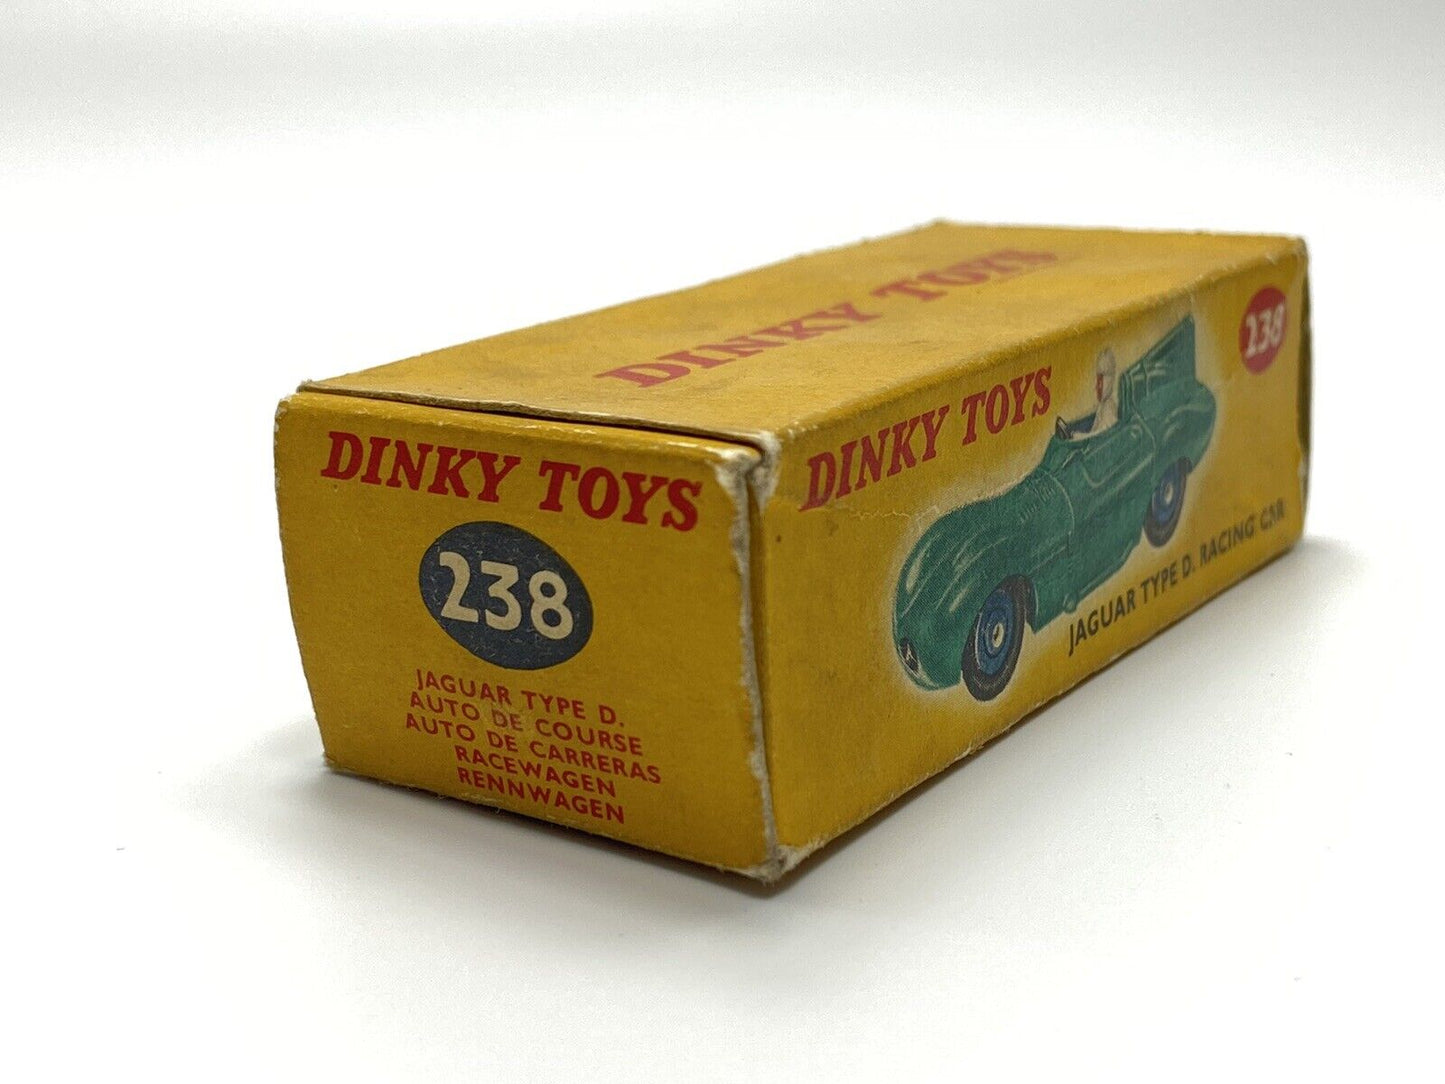 DINKY TOYS
DINKY TOYS
238
JAGUAR TYPE D.
AUTO DE COURSE
AUTO DE CARRERAS
RACEWAGEN
RENNWAGEN
DINKY TOYS
238
JAGUAR TYPE D. RACING CAR